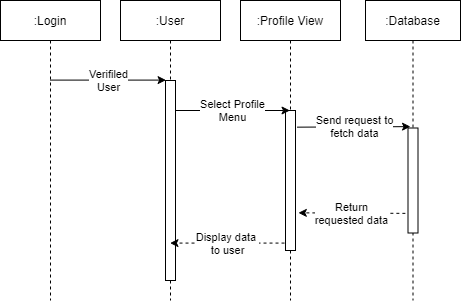 :Login
:User
:Profile View
:Database
Verifiled
User
Select Profile
Menu
Send request to
fetch data
Return
requested data
Display data
to user